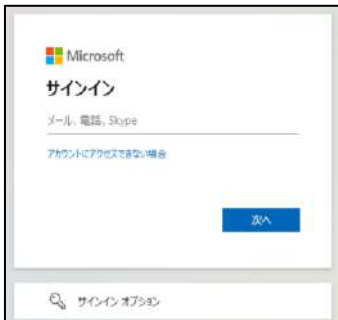 Microsoft
サインイン
メール、電話、Skype
アカウントにアクセスできない場合
次へ
サインイン オプション